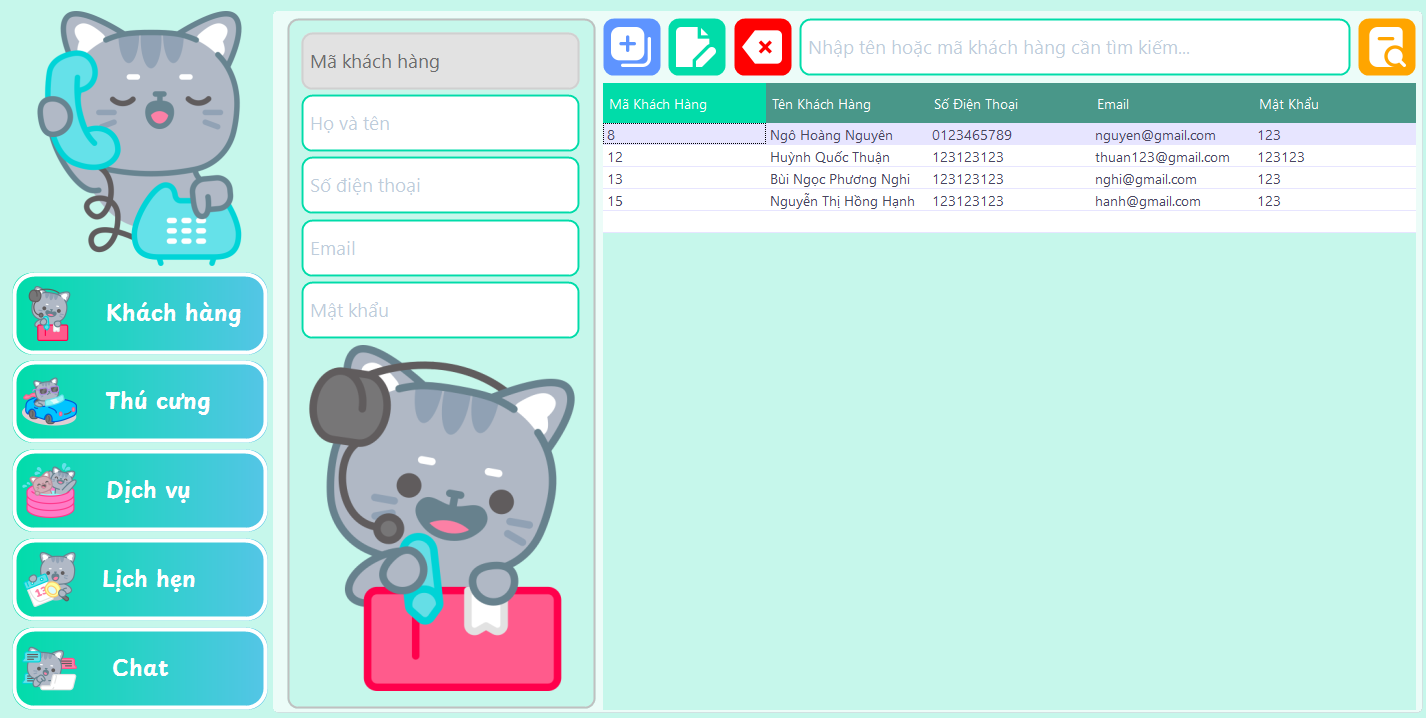 Khách hàng
Thú cưng
Dịch vụ
Lịch hẹn
Chat
Mã khách hàng
Họ và tên
Số điện thoại
Email
Mật khẩu
Nhập tên hoặc mã khách hàng cần tìm kiếm...
Mã Khách Hàng Tên Khách Hàng Số Điện Thoại Email Mật Khẩu
8 Ngô Hoàng Nguyên 0123465789 nguyen@gmail.com 123
12 Huỳnh Quốc Thuận 123123123 thuan123@gmail.com 123123
13 Bùi Ngọc Phương Nghi 123123123 nghi@gmail.com 123
15 Nguyễn Thị Hồng Hạnh 123123123 hanh@gmail.com 123